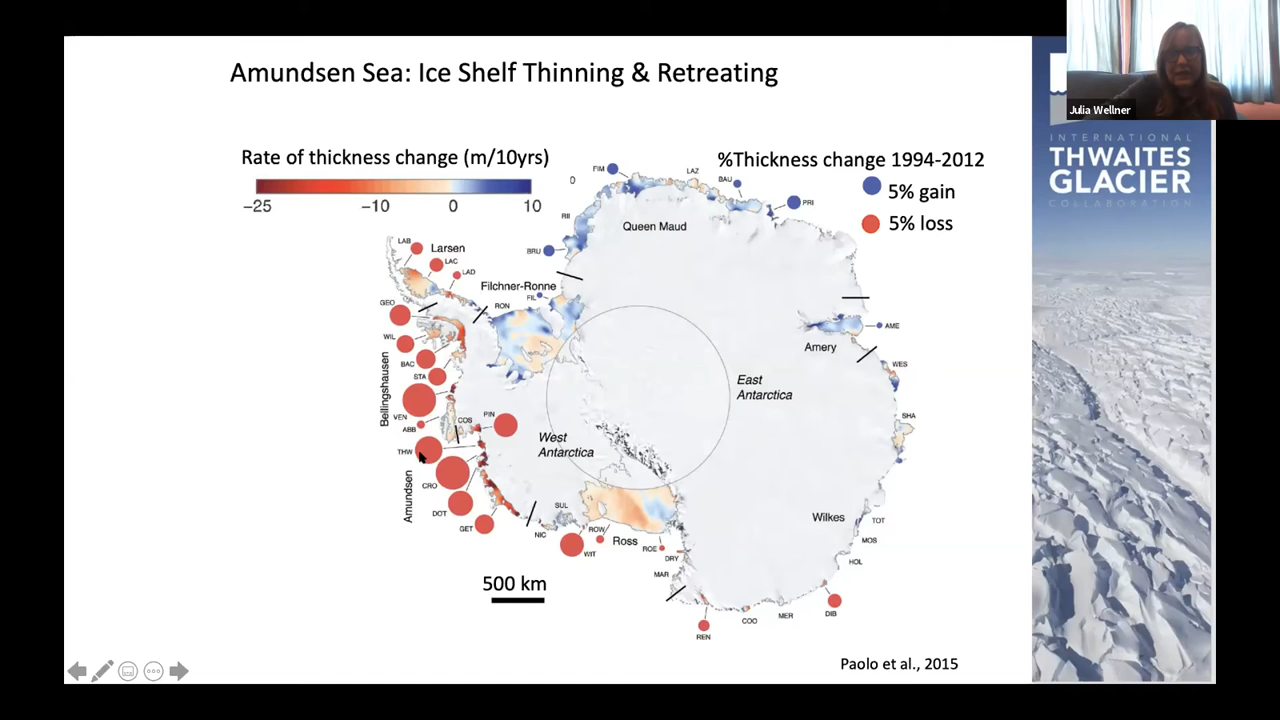 Amundsen Sea: Ice Shelf Thinning & Retreating
Julia Wellner
INTERNATIONAL
THWAITES
GLACIER
COLLABORATION
Rate of thickness change (m/10yrs)
−25
−10
0
10
%Thickness change 1994-2012
5% gain
5% loss
0
FIM
LAZ
BAU
PRI
RII
Queen Maud
BRU
LAB
Larsen
LAC
LAD
Filchner-Ronne
FIL
RON
GEO
AME
Amery
WIL
BAC
WES
STA
East
Antarctica
Bellingshausen
VEN
ABB
COS
PIN
SHA
West
Antarctica
THW
Amundsen
CRO
DOT
GET
SUL
NIC
ROW
WIT
Ross
ROE
DRY
MAR
Wilkes
TOT
MOS
HOL
500 km
DIB
MER
COO
REN
Paolo et al., 2015